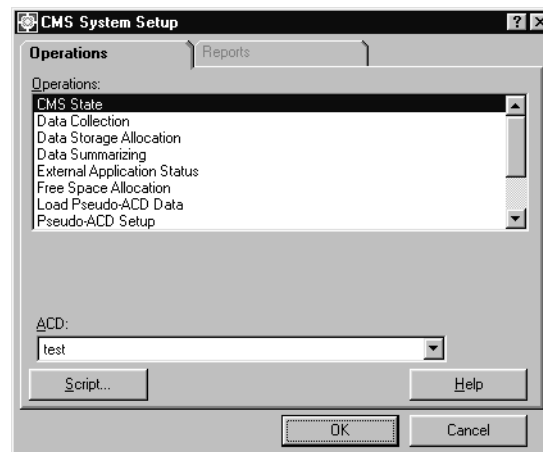 CMS System Setup
Operations
Reports
Operations:
CMS State
Data Collection
Data Storage Allocation
Data Summarizing
External Application Status
Free Space Allocation
Load Pseudo-ACD Data
Pseudo-ACD Setup
ACD:
test
Script...
Help
OK
Cancel